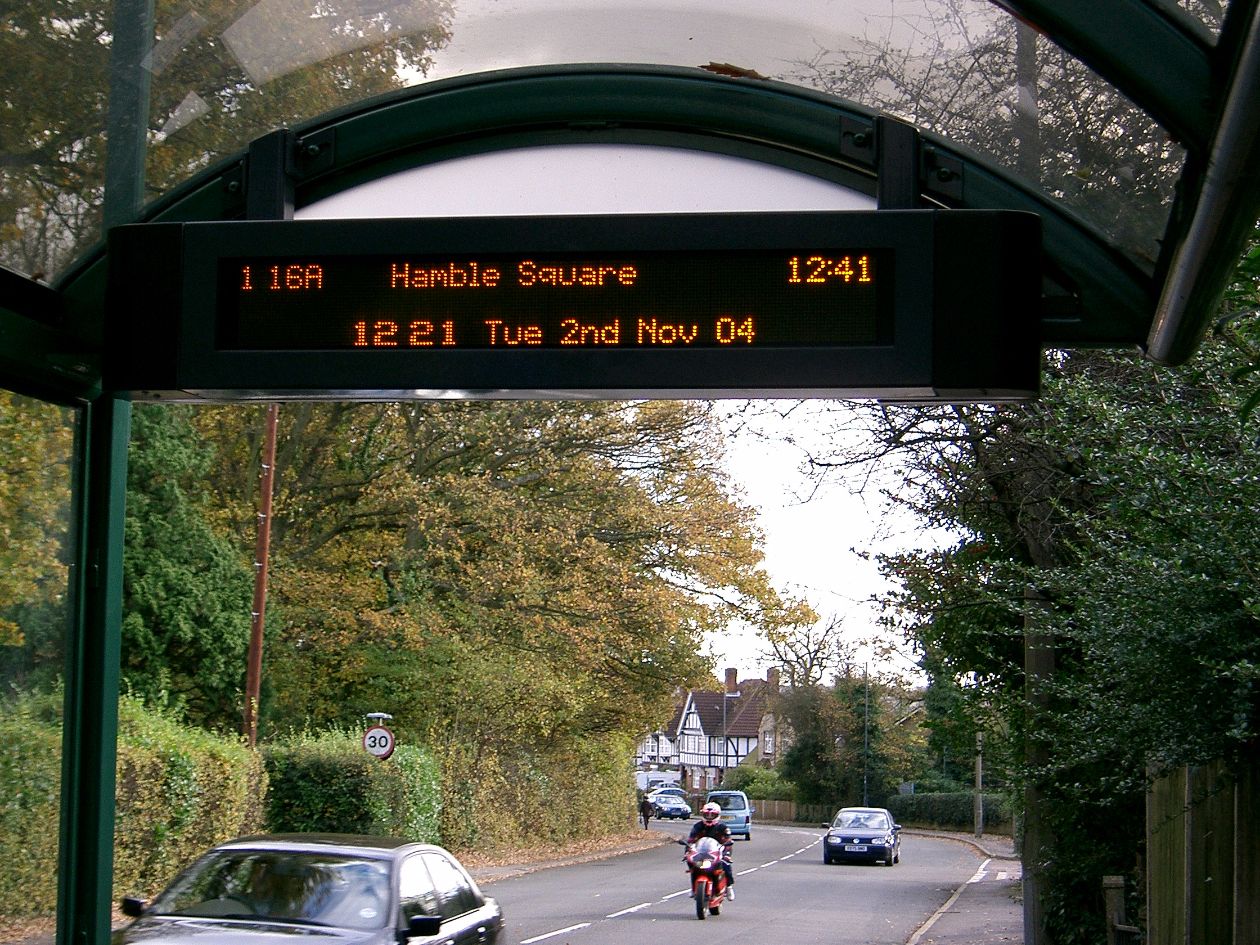 1 16A Hamble Square 12:41
12 21 Tue 2nd Nov 04
30